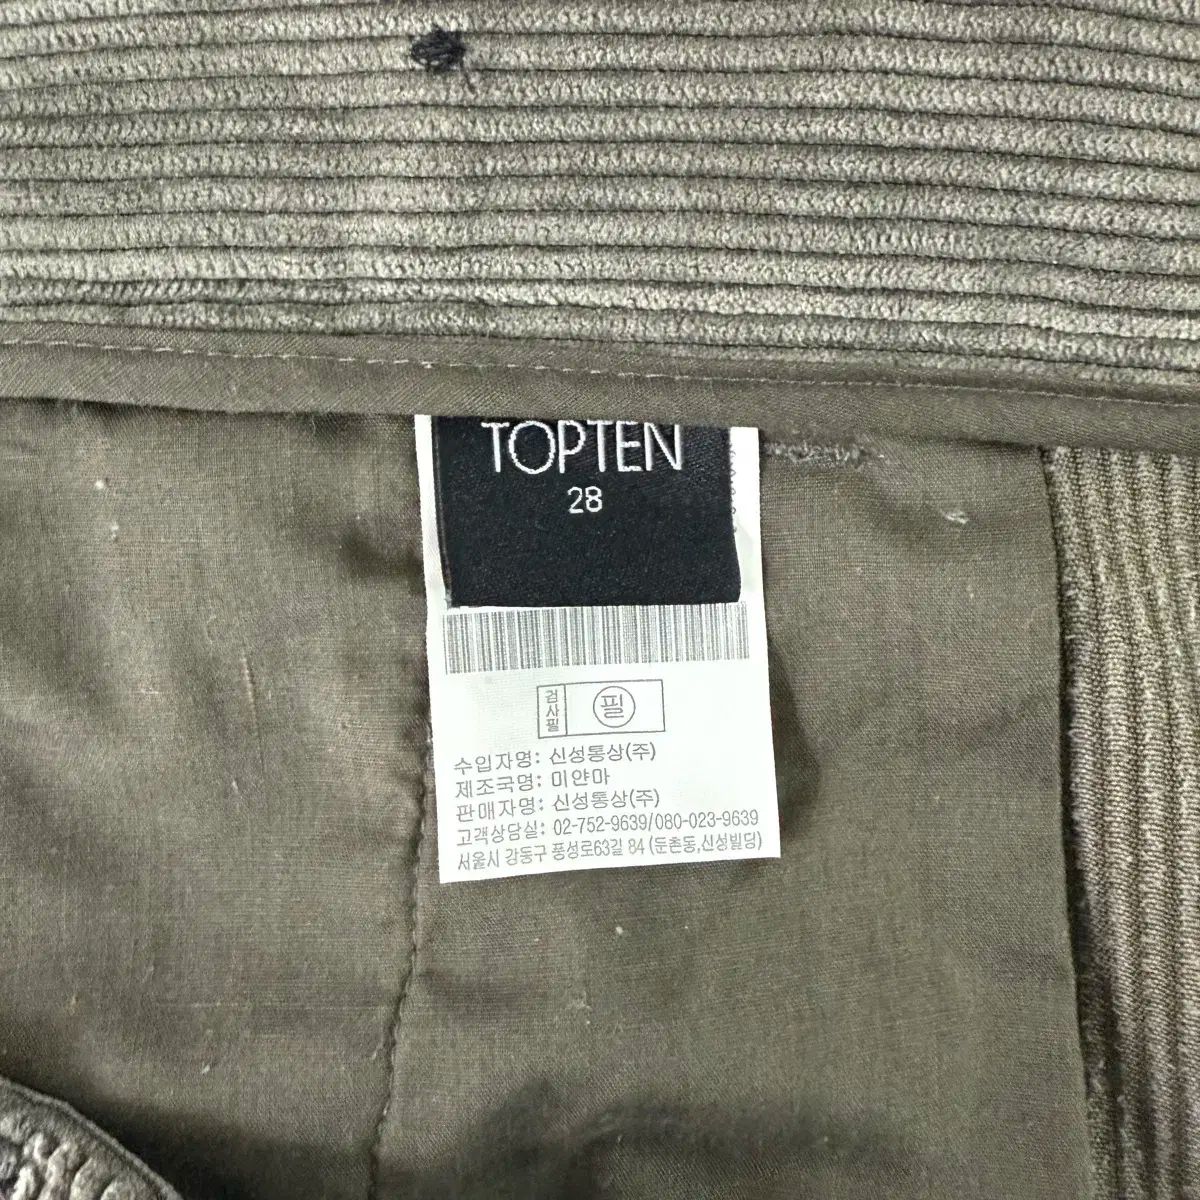 TOPTEN
28
검사필
필
수입자명: 신성통상(주)
제조국명: 미얀마
판매자명: 신성통상(주)
고객상담실: 02-752-9639/080-023-9639
서울시 강동구 풍성로63길 84 (둔촌동,신성빌딩)